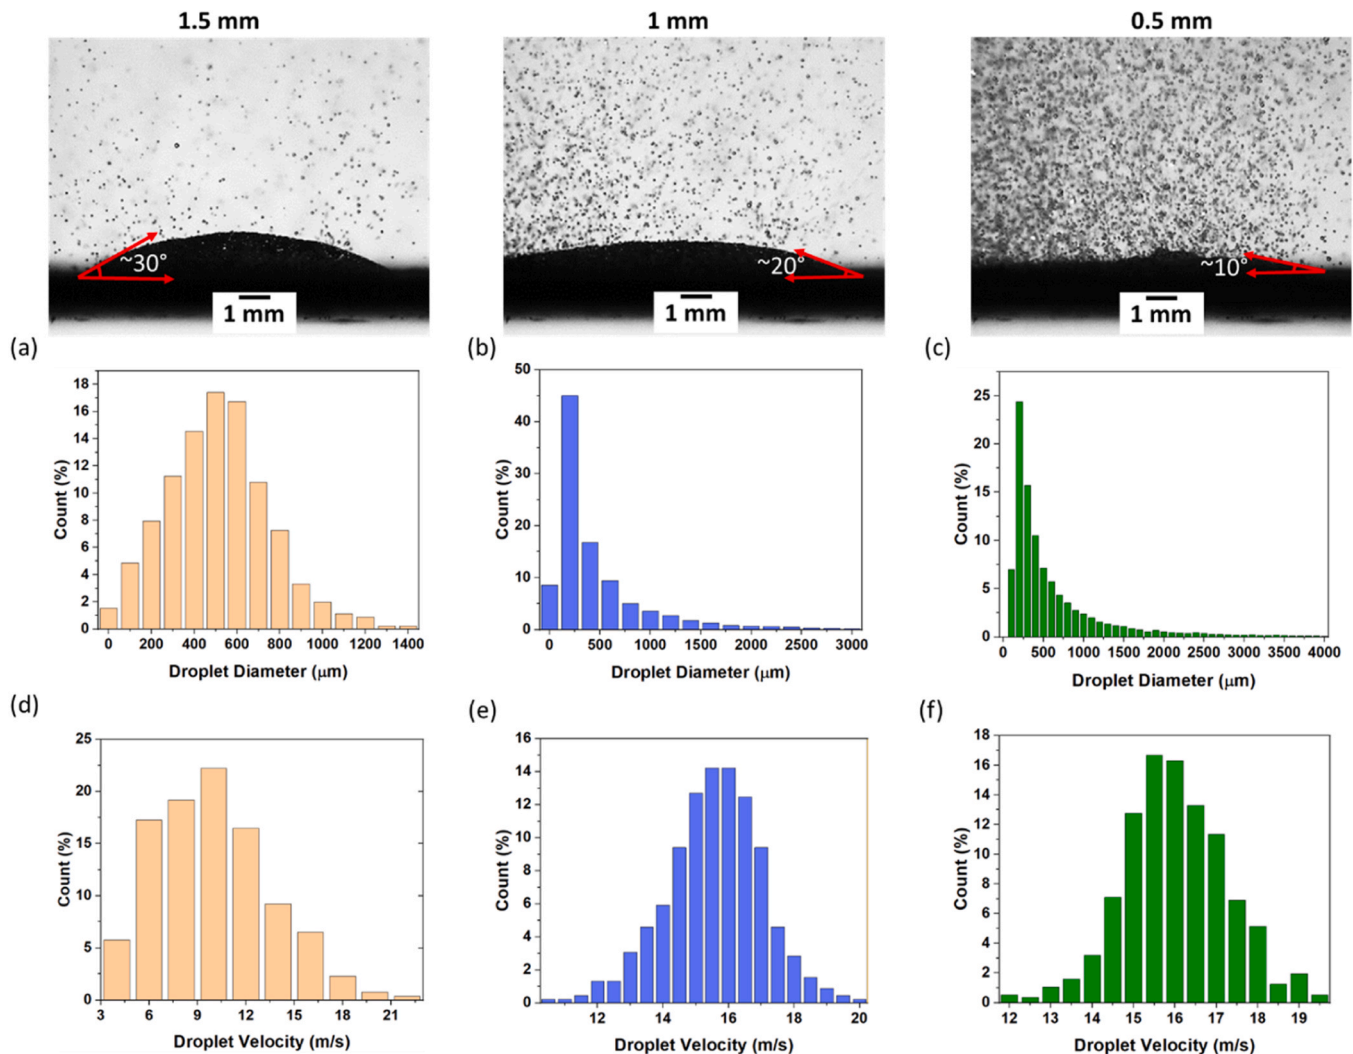 1.5 mm
1 mm
0.5 mm
~30°
1 mm
~20°
1 mm
~10°
1 mm
(a)
(b)
(c)
18
16
14
12
10
8
6
4
2
0
Count (%)
0 200 400 600 800 1000 1200 1400
Droplet Diameter (μm)
50
40
30
20
10
0
Count (%)
0 500 1000 1500 2000 2500 3000
Droplet Diameter (μm)
25
20
15
10
5
0
Count (%)
0 500 1000 1500 2000 2500 3000 3500 4000
Droplet Diameter (μm)
(d)
(e)
(f)
25
20
15
10
5
0
Count (%)
3 6 9 12 15 18 21
Droplet Velocity (m/s)
16
14
12
10
8
6
4
2
0
Count (%)
12 14 16 18 20
Droplet Velocity (m/s)
18
16
14
12
10
8
6
4
2
0
Count (%)
12 13 14 15 16 17 18 19
Droplet Velocity (m/s)